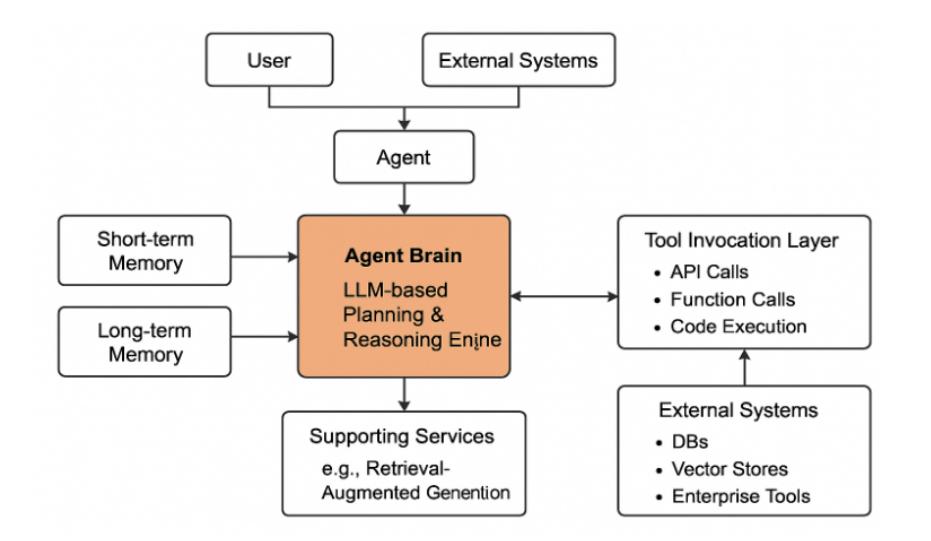 User
External Systems
Agent
Short-term
Memory
Long-term
Memory
Agent Brain
LLM-based
Planning &
Reasoning Enịne
Tool Invocation Layer
• API Calls
• Function Calls
• Code Execution
Supporting Services
e.g., Retrieval-
Augmented Genention
External Systems
• DBs
• Vector Stores
• Enterprise Tools